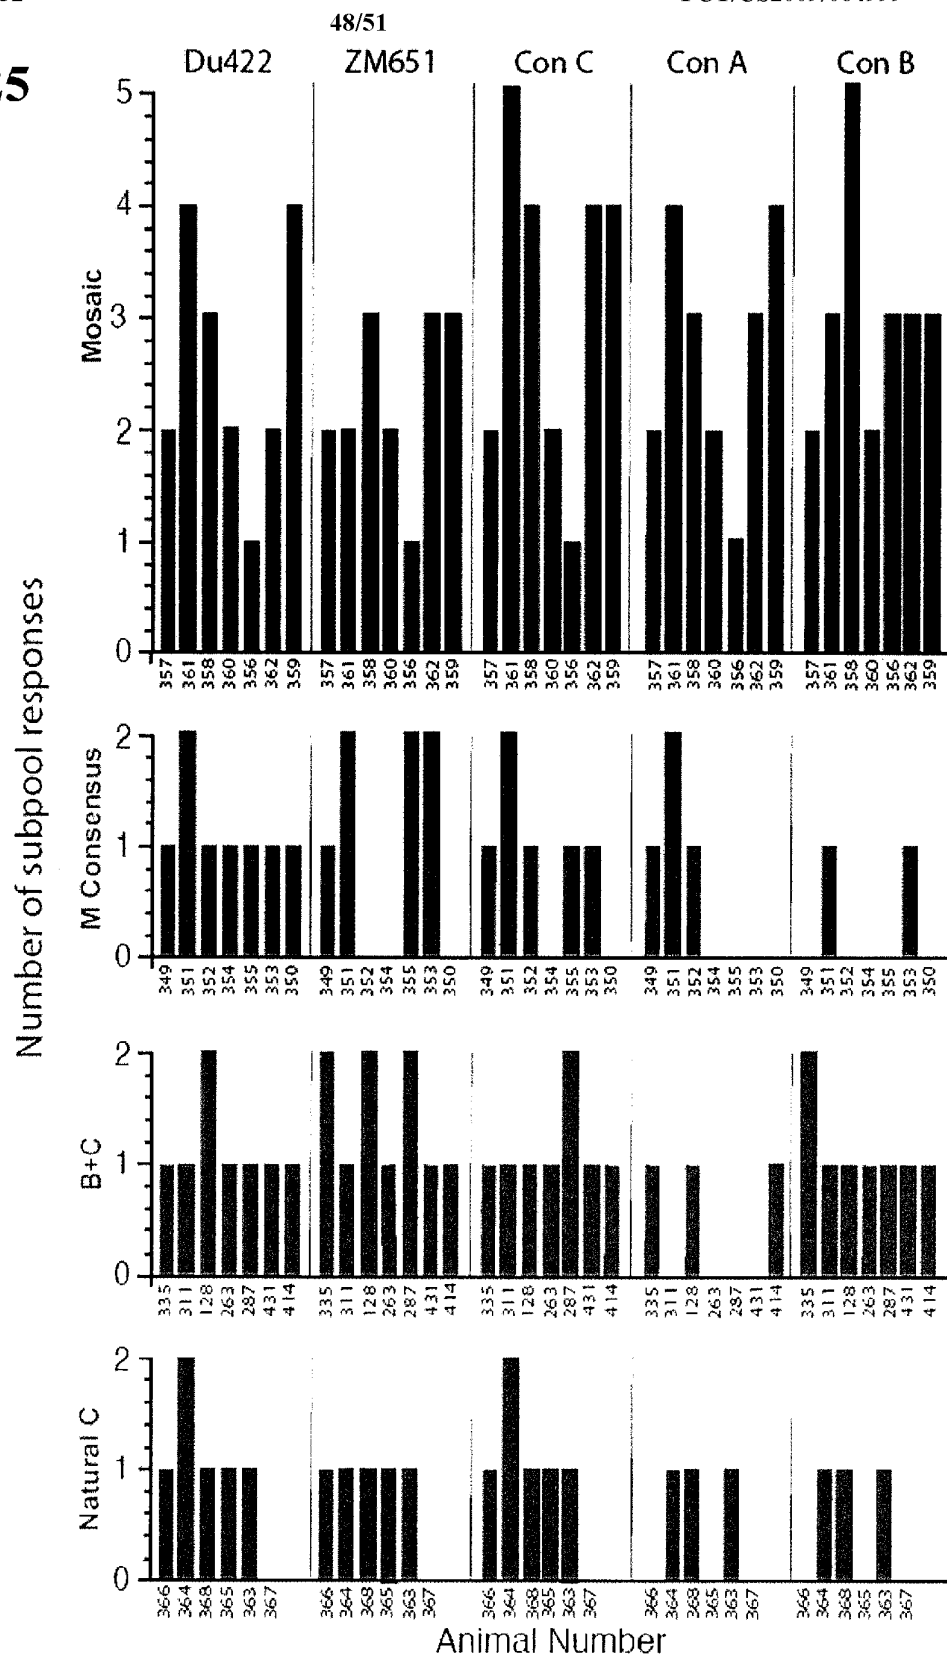 48/51
Du422 ZM651 Con C Con A Con B
5
4
3
2
1
0
Mosaic
357 361 358 360 356 362 359 357 361 358 360 356 362 359 357 361 358 360 356 362 359 357 361 358 360 356 362 359 357 361 358 360 356 362 359
Number of subpool responses
2
1
0
M Consensus
349 351 352 354 355 353 350 349 351 352 354 355 353 350 349 351 352 354 355 353 350 349 351 352 354 355 353 350 349 351 352 354 355 353 350
2
1
0
B+C
335 311 128 263 287 431 414 335 311 128 263 287 431 414 335 311 128 263 287 431 414 335 311 128 263 287 431 414 335 311 128 263 287 431 414
2
1
0
Natural C
366 364 368 365 363 367 366 364 368 365 363 367 366 364 368 365 363 367 366 364 368 365 363 367 366 364 368 365 363 367
Animal Number